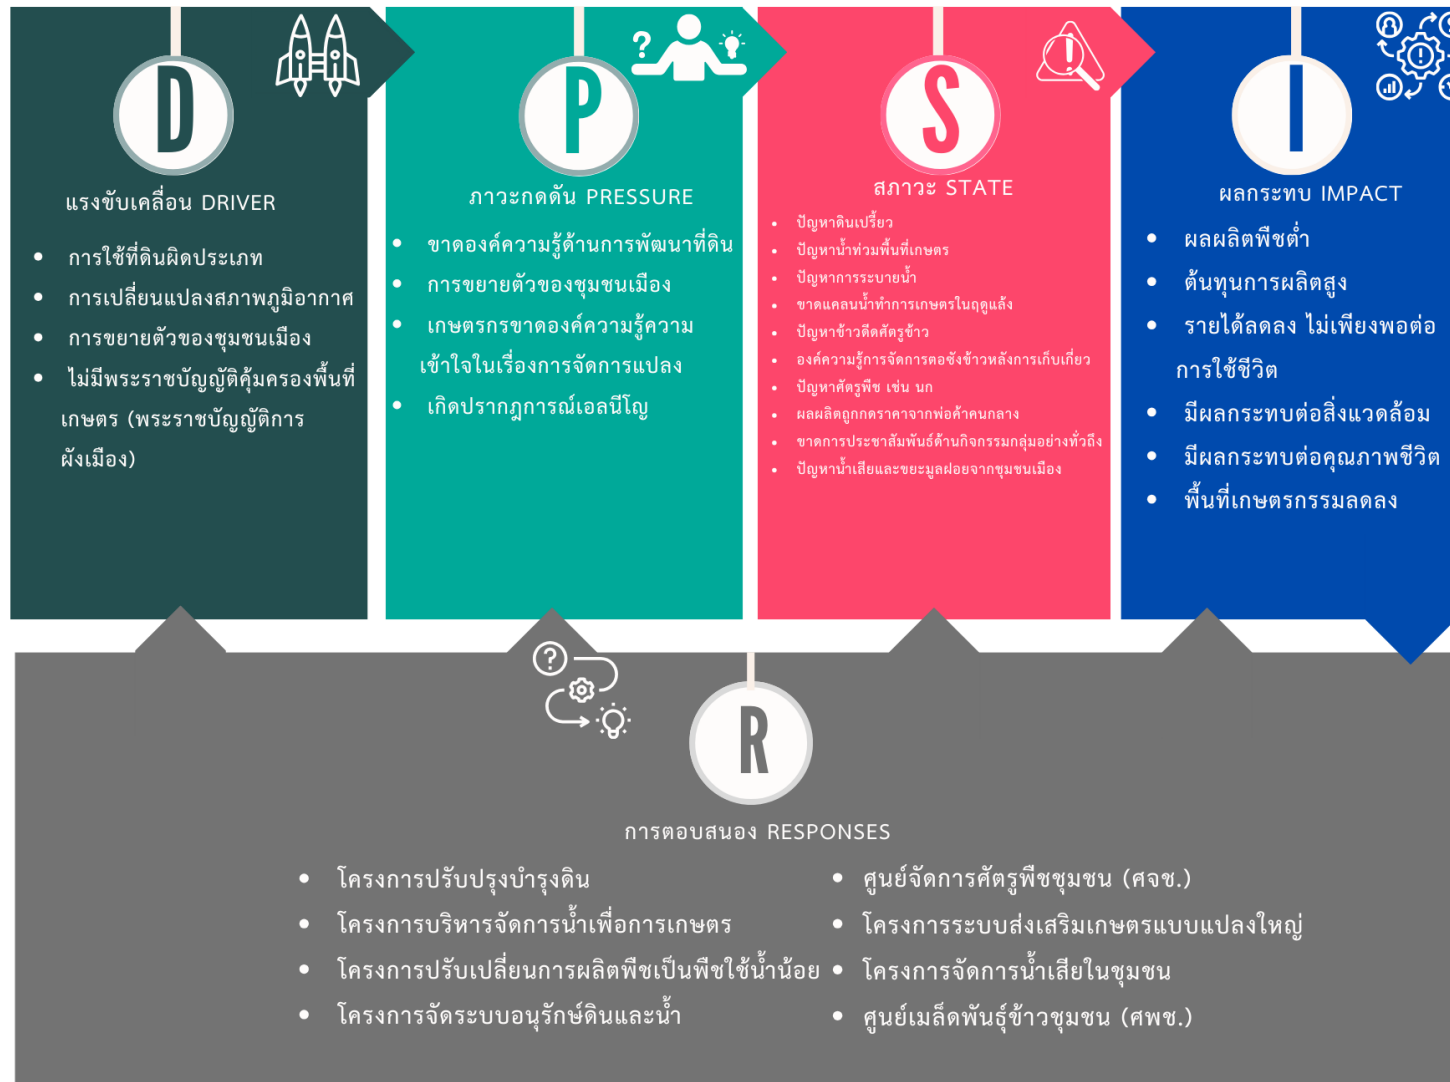 D
แรงขับเคลื่อน DRIVER
• การใช้ที่ดินผิดประเภท
• การเปลี่ยนแปลงสภาพภูมิอากาศ
• การขยายตัวของชุมชนเมือง
• ไม่มีพระราชบัญญัติคุ้มครองพื้นที่
เกษตร (พระราชบัญญัติการ
ผังเมือง)
P
ภาวะกดดัน PRESSURE
• ขาดองค์ความรู้ด้านการพัฒนาที่ดิน
• การขยายตัวของชุมชนเมือง
• เกษตรกรขาดองค์ความรู้ความ
เข้าใจในเรื่องการจัดการแปลง
• เกิดปรากฏการณ์เอลนีโญ
S
สภาวะ STATE
• ปัญหาดินเปรี้ยว
• ปัญหาน้ำท่วมพื้นที่เกษตร
• ปัญหาการระบายน้ำ
• ขาดแคลนน้ำทำการเกษตรในฤดูแล้ง
• ปัญหาข้าวดีดศัตรูข้าว
• องค์ความรู้การจัดการตอซังข้าวหลังการเก็บเกี่ยว
• ปัญหาศัตรูพืช เช่น นก
• ผลผลิตถูกกดราคาจากพ่อค้าคนกลาง
• ขาดการประชาสัมพันธ์ด้านกิจกรรมกลุ่มอย่างทั่วถึง
• ปัญหาน้ำเสียและขยะมูลฝอยจากชุมชนเมือง
I
ผลกระทบ IMPACT
• ผลผลิตพืชต่ำ
• ต้นทุนการผลิตสูง
• รายได้ลดลง ไม่เพียงพอต่อ
การใช้ชีวิต
• มีผลกระทบต่อสิ่งแวดล้อม
• มีผลกระทบต่อคุณภาพชีวิต
• พื้นที่เกษตรกรรมลดลง
R
การตอบสนอง RESPONSES
• โครงการปรับปรุงบำรุงดิน
• โครงการบริหารจัดการน้ำเพื่อการเกษตร
• โครงการปรับเปลี่ยนการผลิตพืชเป็นพืชใช้น้ำน้อย
• โครงการจัดระบบอนุรักษ์ดินและน้ำ
• ศูนย์จัดการศัตรูพืชชุมชน (ศจช.)
• โครงการระบบส่งเสริมเกษตรแบบแปลงใหญ่
• โครงการจัดการน้ำเสียในชุมชน
• ศูนย์เมล็ดพันธุ์ข้าวชุมชน (ศพช.)